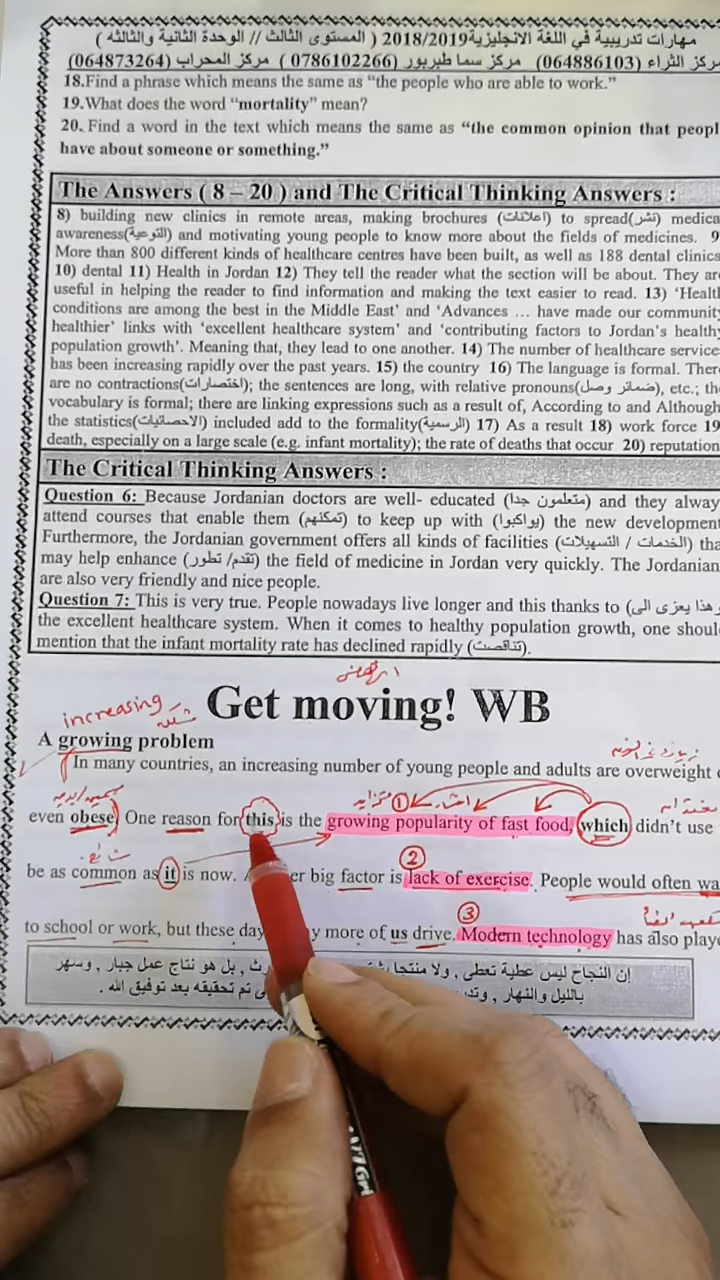 مهارات تدريبية في اللغة الانجليزية 2018/2019 ( المستوى الثالث // الوحدة الثانية والثالثه )
مركز الثراء (064886103) مركز سما طبربور (0786102266 ) مركز المحراب (064873264)
18.Find a phrase which means the same as “the people who are able to work.”
19.What does the word “mortality” mean?
20. Find a word in the text which means the same as “the common opinion that peopl
have about someone or something.”
The Answers ( 8 – 20 ) and The Critical Thinking Answers :
8) building new clinics in remote areas, making brochures (اعلانات) to spread(نشر) medica
awareness(التوعية) and motivating young people to know more about the fields of medicines. 9
More than 800 different kinds of healthcare centres have been built, as well as 188 dental clinics
10) dental 11) Health in Jordan 12) They tell the reader what the section will be about. They are
useful in helping the reader to find information and making the text easier to read. 13) ‘Health
conditions are among the best in the Middle East’ and ‘Advances … have made our community
healthier’ links with ‘excellent healthcare system’ and ‘contributing factors to Jordan’s healthy
population growth’. Meaning that, they lead to one another. 14) The number of healthcare service
has been increasing rapidly over the past years. 15) the country 16) The language is formal. Ther
are no contractions(اختصارات); the sentences are long, with relative pronouns(ضمائر وصل), etc.; the
vocabulary is formal; there are linking expressions such as a result of, According to and Although
the statistics(الاحصائيات) included add to the formality(الرسمية) 17) As a result 18) work force 19
death, especially on a large scale (e.g. infant mortality); the rate of deaths that occur 20) reputation
The Critical Thinking Answers :
Question 6: Because Jordanian doctors are well- educated (متعلمون جدا) and they alway
attend courses that enable them (تمكنهم) to keep up with (يواكبوا) the new development
Furthermore, the Jordanian government offers all kinds of facilities (الخدمات / التسهيلات) tha
may help enhance (تقدم/ تطور) the field of medicine in Jordan very quickly. The Jordanian
are also very friendly and nice people.
Question 7: This is very true. People nowadays live longer and this thanks to (وهذا يعزى الى
the excellent healthcare system. When it comes to healthy population growth, one shoul
mention that the infant mortality rate has declined rapidly (تناقصت).
increasing مشكلة
Get moving! WB
A growing problem
In many countries, an increasing number of young people and adults are overweight o
متزايد 1
even obese. One reason for this is the growing popularity of fast food, which didn’t use
شائع 2
be as common as it is now. er big factor is lack of exercise. People would often wa
3
to school or work, but these day y more of us drive. Modern technology has also playe
إن النجاح ليس عطية تعطى , ولا منتجا رث , بل هو نتاج عمل جبار , وسهر
بالليل والنهار , تم تحقيقه بعد توفيق الله .